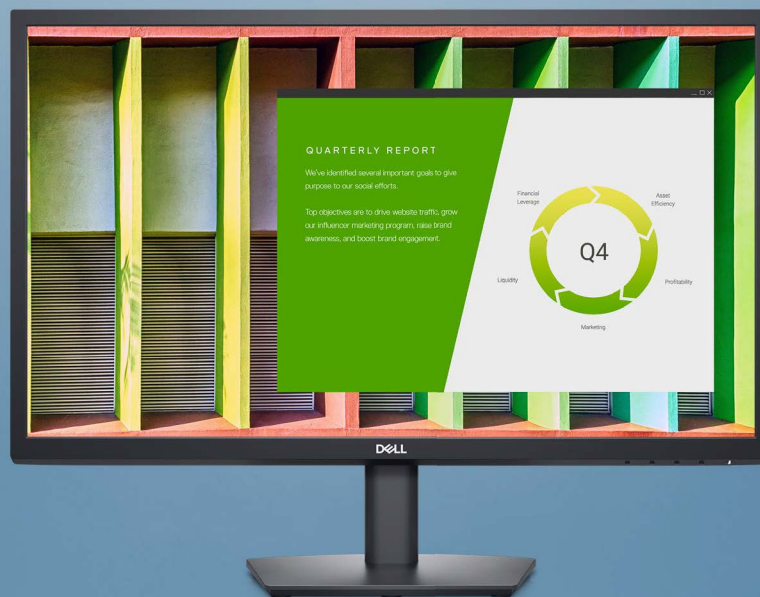 QUARTERLY REPORT
We've identified several important goals to give
purpose to our social efforts.
Top objectives are to drive website traffic, grow
our influencer marketing program, raise brand
awareness, and boost brand engagement.
Financial
Leverage
Asset
Efficiency
Q4
Liquidity
Profitability
Marketing
DELL